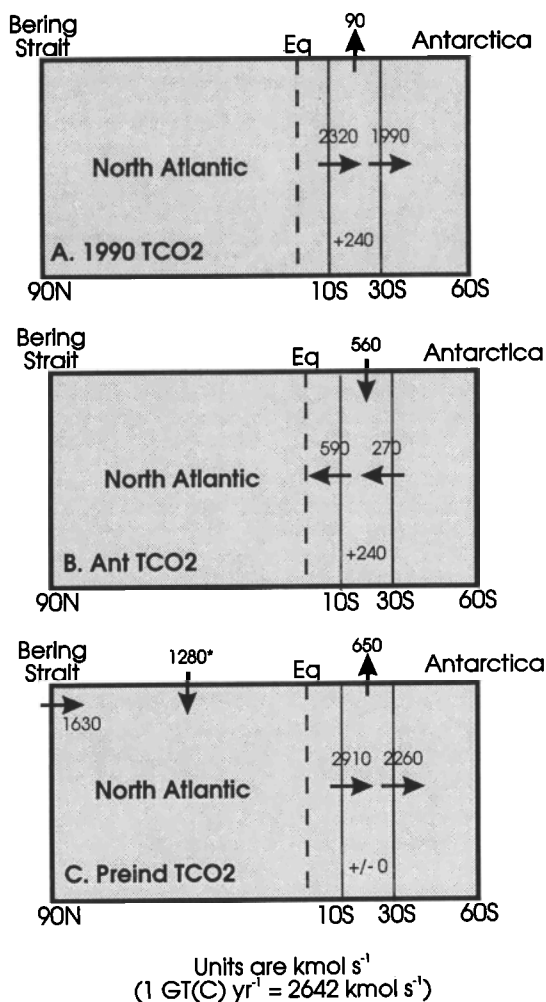 90
Bering Strait
Eq
Antarctica
2320
1990
North Atlantic
+240
A. 1990 TCO2
90N
10S
30S
60S
Bering Strait
Eq
560
Antarctica
590
270
North Atlantic
+240
B. Ant TCO2
90N
10S
30S
60S
Bering Strait
1280*
Eq
650
Antarctica
1630
2910
2260
North Atlantic
+/- 0
C. Preind TCO2
90N
10S
30S
60S
Units are kmol s⁻¹
(1 GT(C) yr⁻¹ = 2642 kmol s⁻¹)